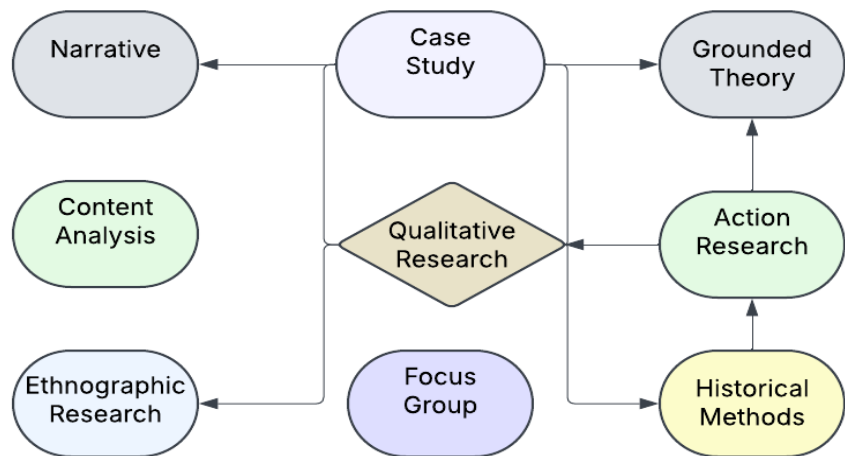 Narrative
Case
Study
Grounded
Theory
Content
Analysis
Qualitative
Research
Action
Research
Ethnographic
Research
Focus
Group
Historical
Methods